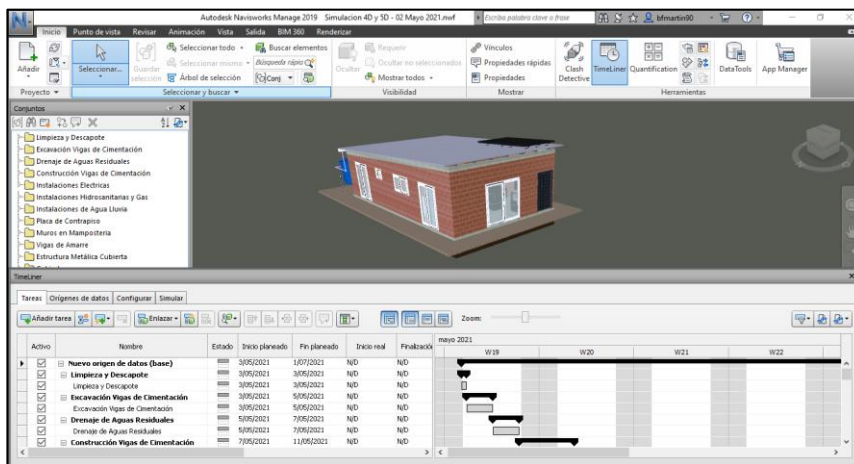 Autodesk Navisworks Manage 2019 Simulacion 4D y 5D - 02 Mayo 2021.nwf
Escriba palabra clave o frase
bfmartin90
Inicio Punto de vista Revisar Animación Vista Salida BIM 360 Renderizar
Añadir
Seleccionar...
Guardar selección
Seleccionar todo
Seleccionar mismo
Árbol de selección
Buscar elementos
Búsqueda rápida
Conj
Ocultar
Requerir
Ocultar no seleccionados
Mostrar todos
Vínculos
Propiedades rápidas
Propiedades
Clash Detective
TimeLiner
Quantification
DataTools
App Manager
Proyecto Seleccionar y buscar Visibilidad Mostrar Herramientas
Conjuntos
Limpieza y Descapote
Excavación Vigas de Cimentación
Drenaje de Aguas Residuales
Construcción Vigas de Cimentación
Instalaciones Electricas
Instalaciones Hidrosanitarias y Gas
Instalaciones de Agua Lluvia
Placa de Contrapiso
Muros en Mamposteria
Vigas de Amarre
Estructura Metálica Cubierta
TimeLiner
Tareas Orígenes de datos Configurar Simular
Añadir tarea Enlazar Zoom:
Activo Nombre Estado Inicio planeado Fin planeado Inicio real Finalizació
mayo 2021
W19 W20 W21 W22
Nuevo origen de datos (base) 3/05/2021 1/07/2021 N/D N/D
Limpieza y Descapote 3/05/2021 3/05/2021 N/D N/D
Limpieza y Descapote 3/05/2021 3/05/2021 N/D N/D
Excavación Vigas de Cimentación 3/05/2021 5/05/2021 N/D N/D
Excavación Vigas de Cimentación 3/05/2021 5/05/2021 N/D N/D
Drenaje de Aguas Residuales 5/05/2021 7/05/2021 N/D N/D
Drenaje de Aguas Residuales 5/05/2021 7/05/2021 N/D N/D
Construcción Vigas de Cimentación 7/05/2021 11/05/2021 N/D N/D